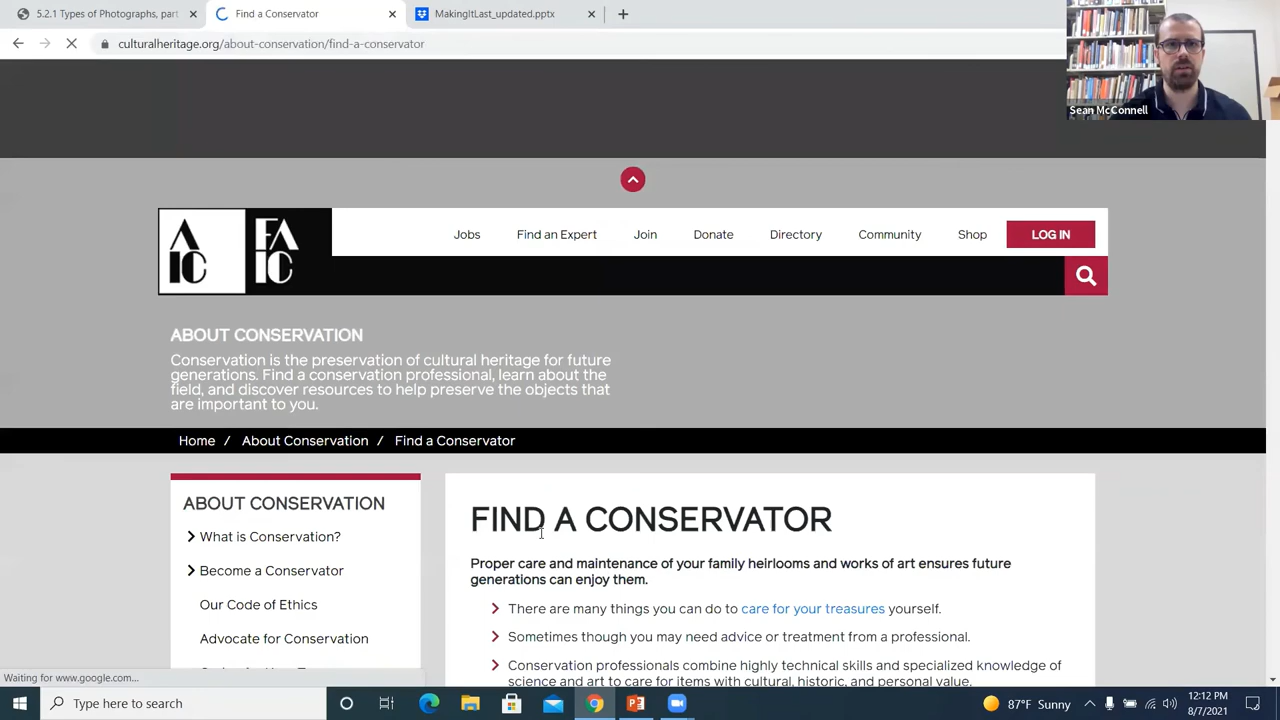 5.2.1 Types of Photographs, part
Find a Conservator
MakingItLast_updated.pptx
culturalheritage.org/about-conservation/find-a-conservator
Sean McConnell
AIC
FAIC
Jobs
Find an Expert
Join
Donate
Directory
Community
Shop
LOG IN
ABOUT CONSERVATION
Conservation is the preservation of cultural heritage for future
generations. Find a conservation professional, learn about the
field, and discover resources to help preserve the objects that
are important to you.
Home / About Conservation / Find a Conservator
ABOUT CONSERVATION
What is Conservation?
Become a Conservator
Our Code of Ethics
Advocate for Conservation
FIND A CONSERVATOR
Proper care and maintenance of your family heirlooms and works of art ensures future
generations can enjoy them.
There are many things you can do to care for your treasures yourself.
Sometimes though you may need advice or treatment from a professional.
Conservation professionals combine highly technical skills and specialized knowledge of
science and art to care for items with cultural, historic, and personal value.
Waiting for www.google.com...
Type here to search
87°F Sunny
12:12 PM
8/7/2021